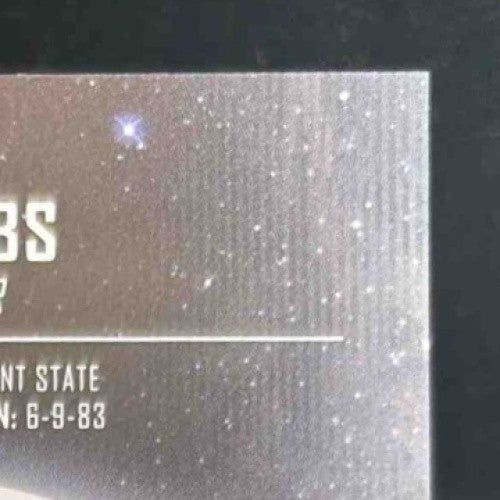 BS
NT STATE
N: 6-9-83